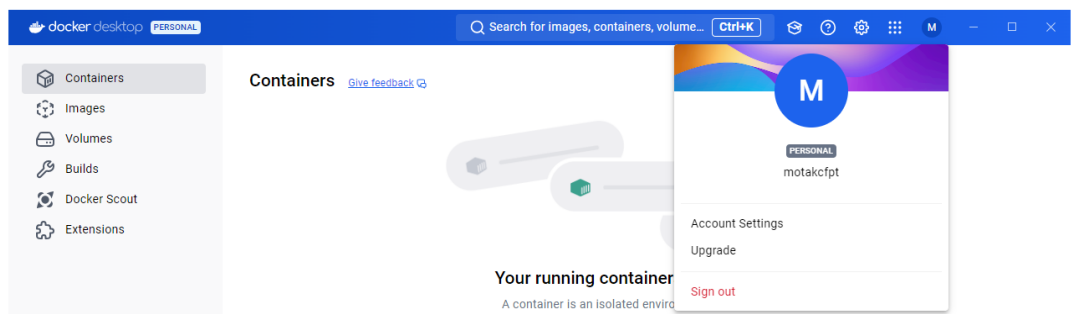 docker desktop PERSONAL
Search for images, containers, volume... Ctrl+K
M
Containers
Images
Volumes
Builds
Docker Scout
Extensions
Containers Give feedback
Your running container
A container is an isolated enviro
M
PERSONAL
motakcfpt
Account Settings
Upgrade
Sign out